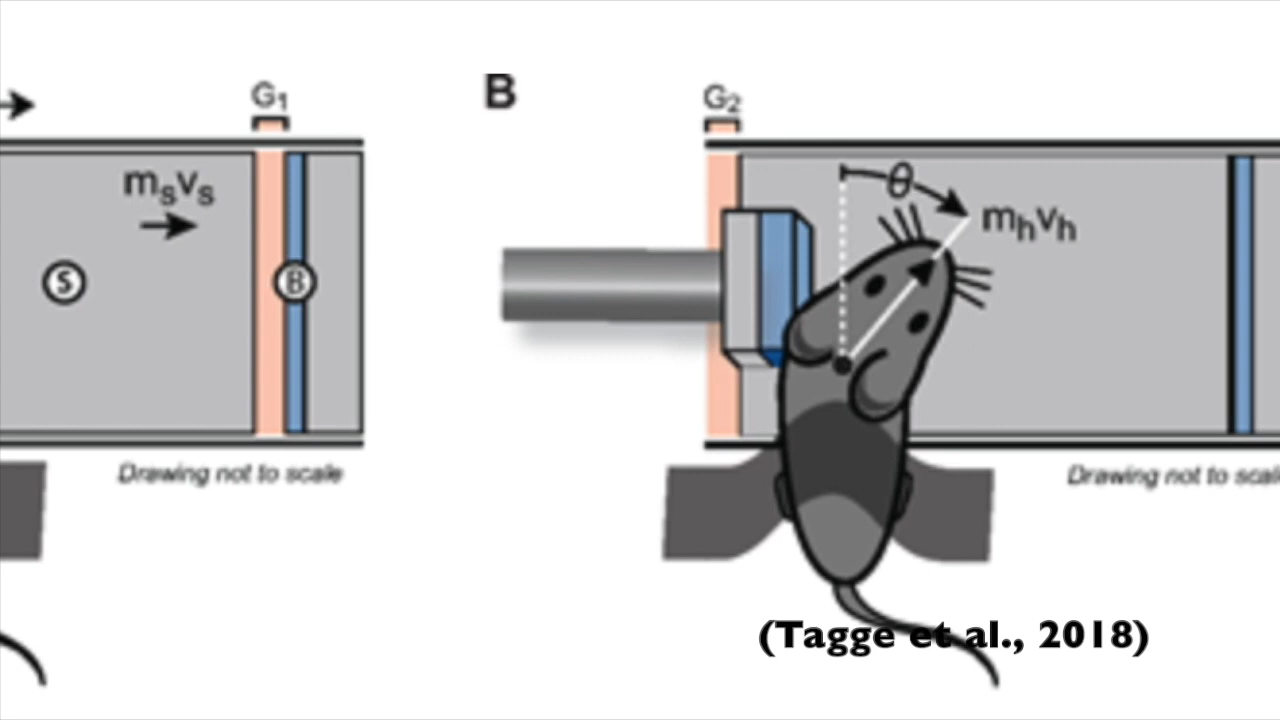 G1
msvs
S
B
Drawing not to scale
B
G2
θ
mhvh
Drawing not to scal
(Tagge et al., 2018)